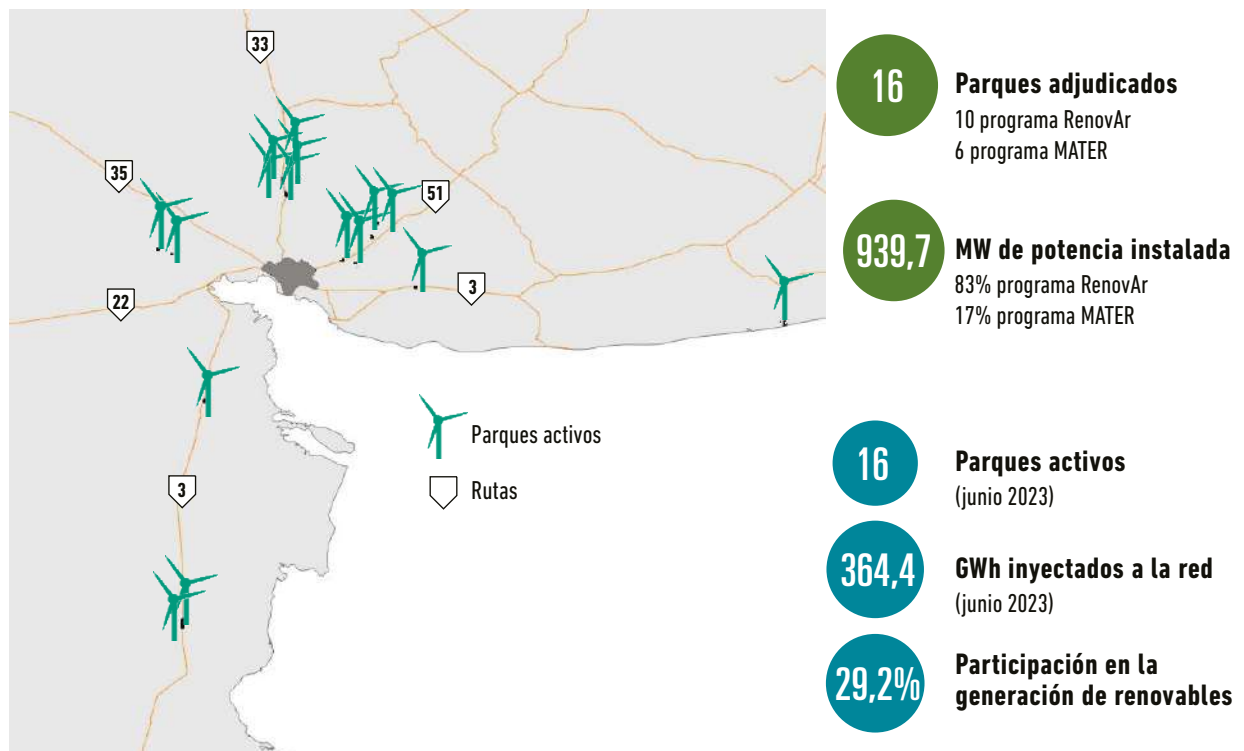 33
35
51
3
22
3
Parques activos
Rutas
16
Parques adjudicados
10 programa RenovAr
6 programa MATER
939,7
MW de potencia instalada
83% programa RenovAr
17% programa MATER
16
Parques activos
(junio 2023)
364,4
GWh inyectados a la red
(junio 2023)
29,2%
Participación en la
generación de renovables